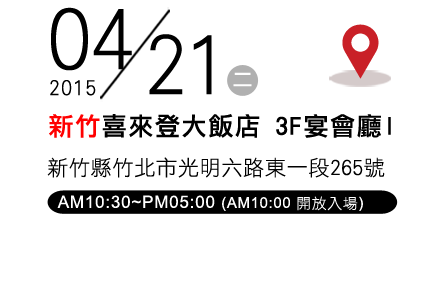 04/21
2015
二
新竹喜來登大飯店 3F宴會廳I
新竹縣竹北市光明六路東一段265號
AM10:30~PM05:00 (AM10:00 開放入場)